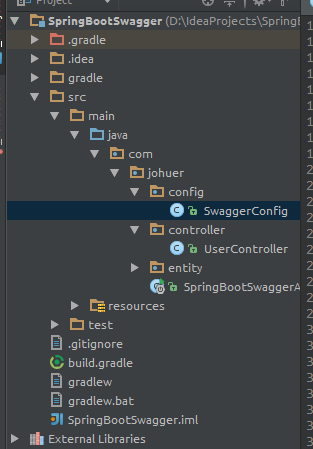 Project
SpringBootSwagger (D:\IdeaProjects\Spring
.gradle
.idea
gradle
src
main
java
com
johuer
config
SwaggerConfig
controller
UserController
entity
SpringBootSwaggerA
resources
test
.gitignore
build.gradle
gradlew
gradlew.bat
SpringBootSwagger.iml
External Libraries